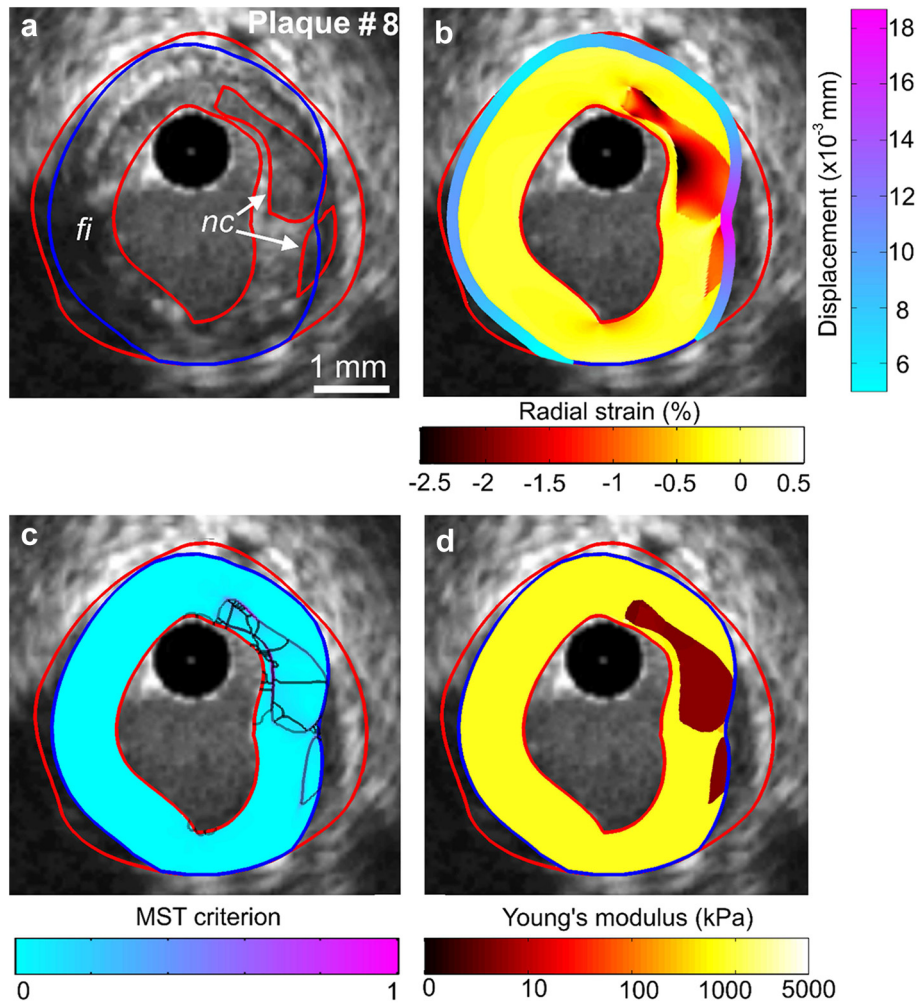 a
Plaque # 8
fi
nc
1 mm
b
Displacement (x10⁻³ mm)
18
16
14
12
10
8
6
Radial strain (%)
-2.5 -2 -1.5 -1 -0.5 0 0.5
c
MST criterion
0 1
d
Young's modulus (kPa)
0 10 100 1000 5000